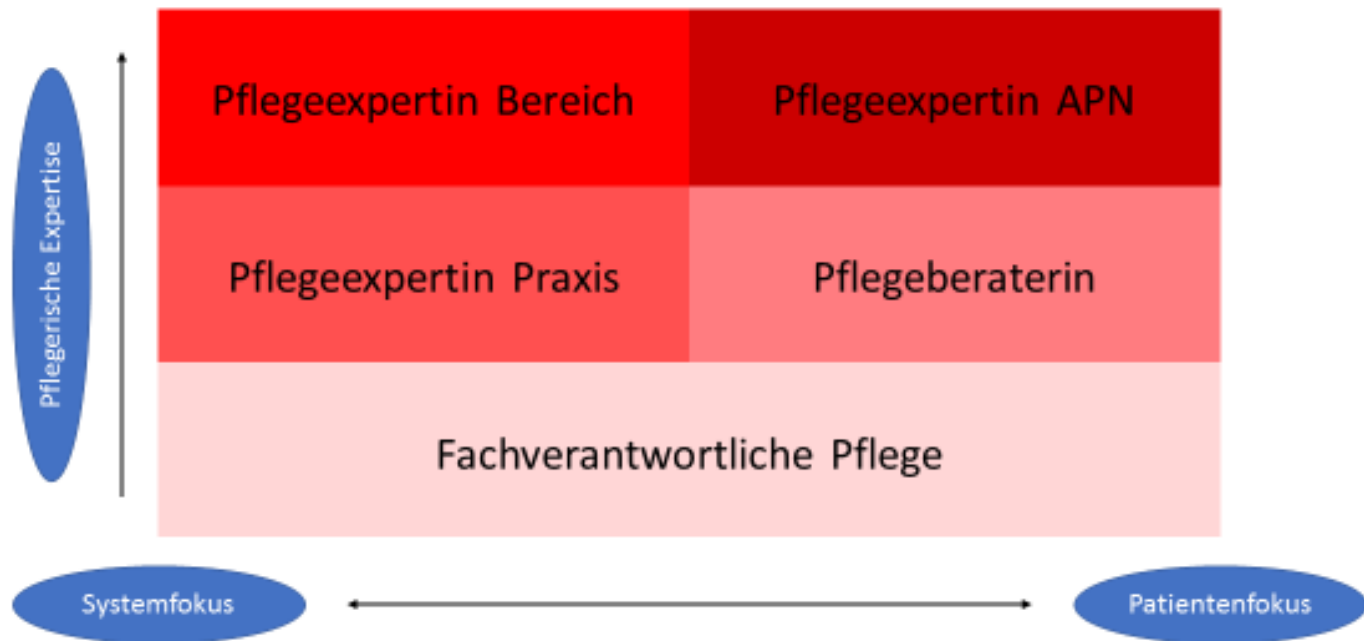 Pflegeexpertin Bereich
Pflegeexpertin APN
Pflegerische Expertise
Pflegeexpertin Praxis
Pflegeberaterin
Fachverantwortliche Pflege
Systemfokus
Patientenfokus